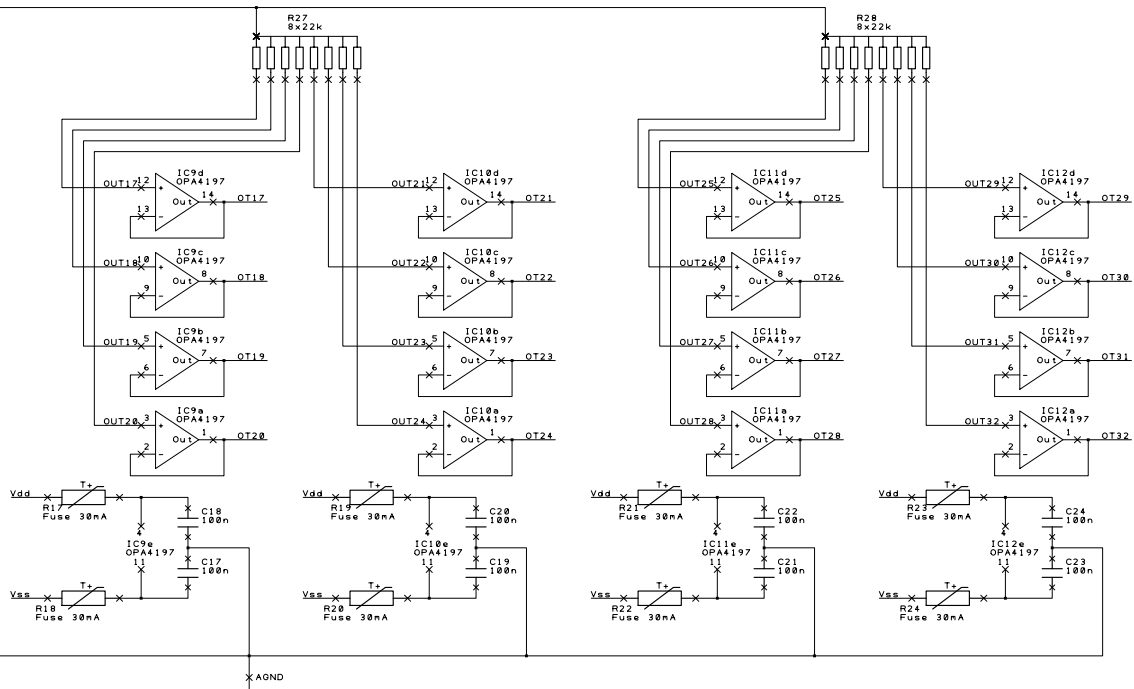 R27
8x22k
R28
8x22k
IC9d
OPA4197
OUT17 12 + 14 OT17
Out
13 -
IC10d
OPA4197
OUT21 12 + 14 OT21
Out
13 -
IC11d
OPA4197
OUT25 12 + 14 OT25
Out
13 -
IC12d
OPA4197
OUT29 12 + 14 OT29
Out
13 -
IC9c
OPA4197
OUT18 10 + 8 OT18
Out
9 -
IC10c
OPA4197
OUT22 10 + 8 OT22
Out
9 -
IC11c
OPA4197
OUT26 10 + 8 OT26
Out
9 -
IC12c
OPA4197
OUT30 10 + 8 OT30
Out
9 -
IC9b
OPA4197
OUT19 5 + 7 OT19
Out
6 -
IC10b
OPA4197
OUT23 5 + 7 OT23
Out
6 -
IC11b
OPA4197
OUT27 5 + 7 OT27
Out
6 -
IC12b
OPA4197
OUT31 5 + 7 OT31
Out
6 -
IC9a
OPA4197
OUT20 3 + 1 OT20
Out
2 -
IC10a
OPA4197
OUT24 3 + 1 OT24
Out
2 -
IC11a
OPA4197
OUT28 3 + 1 OT28
Out
2 -
IC12a
OPA4197
OUT32 3 + 1 OT32
Out
2 -
Vdd T+
R17
Fuse 30mA
C18
100n
4
IC9e
OPA4197
11
C17
100n
Vss T+
R18
Fuse 30mA
Vdd T+
R19
Fuse 30mA
C20
100n
4
IC10e
OPA4197
11
C19
100n
Vss T+
R20
Fuse 30mA
Vdd T+
R21
Fuse 30mA
C22
100n
4
IC11e
OPA4197
11
C21
100n
Vss T+
R22
Fuse 30mA
Vdd T+
R23
Fuse 30mA
C24
100n
4
IC12e
OPA4197
11
C23
100n
Vss T+
R24
Fuse 30mA
AGND